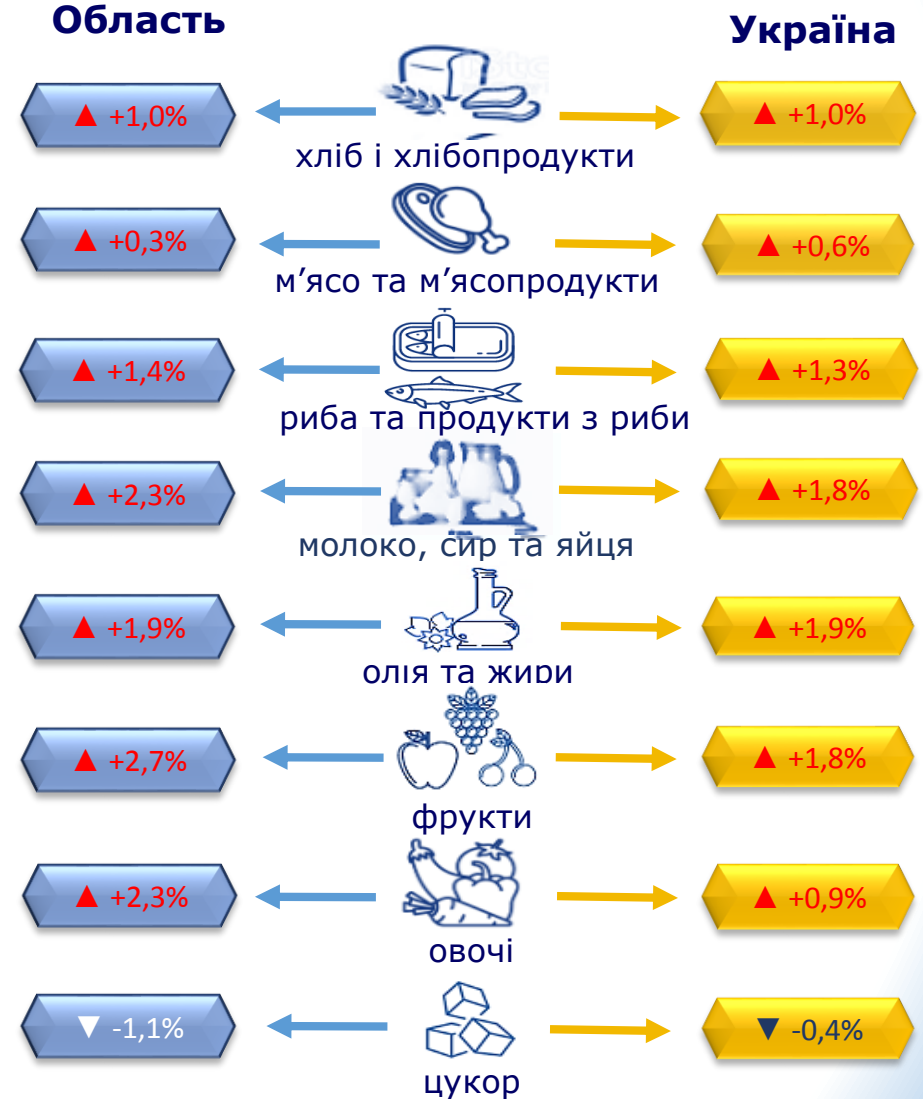 Область
Україна
▲ +1,0%
▲ +1,0%
хліб і хлібопродукти
▲ +0,3%
▲ +0,6%
м’ясо та м’ясопродукти
▲ +1,4%
▲ +1,3%
риба та продукти з риби
▲ +2,3%
▲ +1,8%
молоко, сир та яйця
▲ +1,9%
▲ +1,9%
олія та жири
▲ +2,7%
▲ +1,8%
фрукти
▲ +2,3%
▲ +0,9%
овочі
▼ -1,1%
▼ -0,4%
цукор